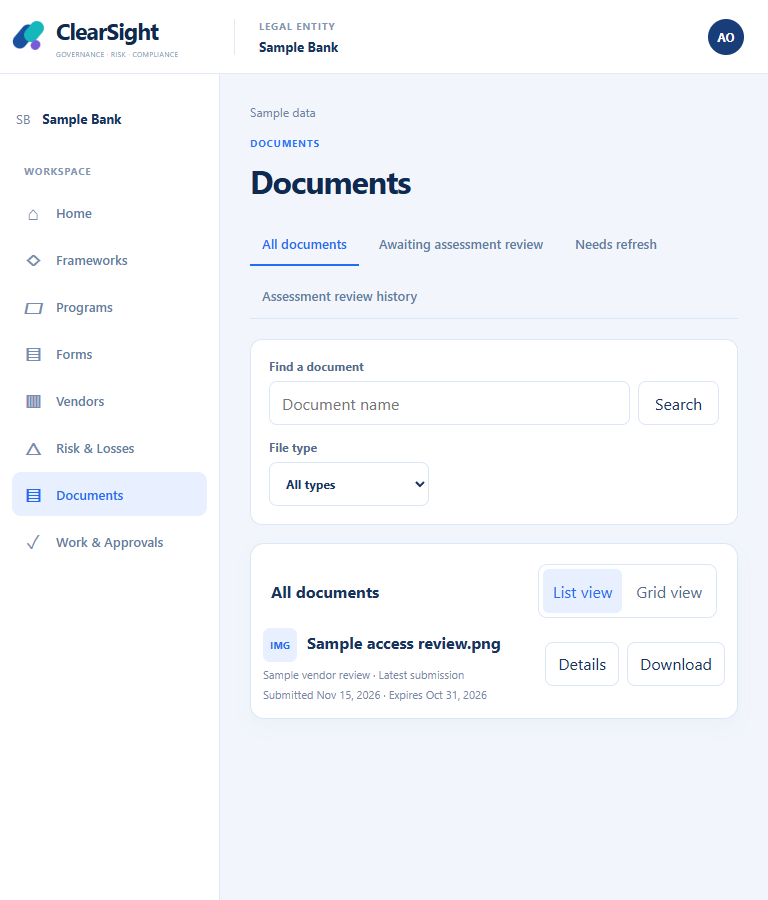 ClearSight
GOVERNANCE · RISK · COMPLIANCE
LEGAL ENTITY
Sample Bank
AO
SB Sample Bank
WORKSPACE
Home
Frameworks
Programs
Forms
Vendors
Risk & Losses
Documents
Work & Approvals
Sample data
DOCUMENTS
Documents
All documents
Awaiting assessment review
Needs refresh
Assessment review history
Find a document
Document name
Search
File type
All types
All documents
List view
Grid view
IMG
Sample access review.png
Sample vendor review · Latest submission
Submitted Nov 15, 2026 · Expires Oct 31, 2026
Details
Download